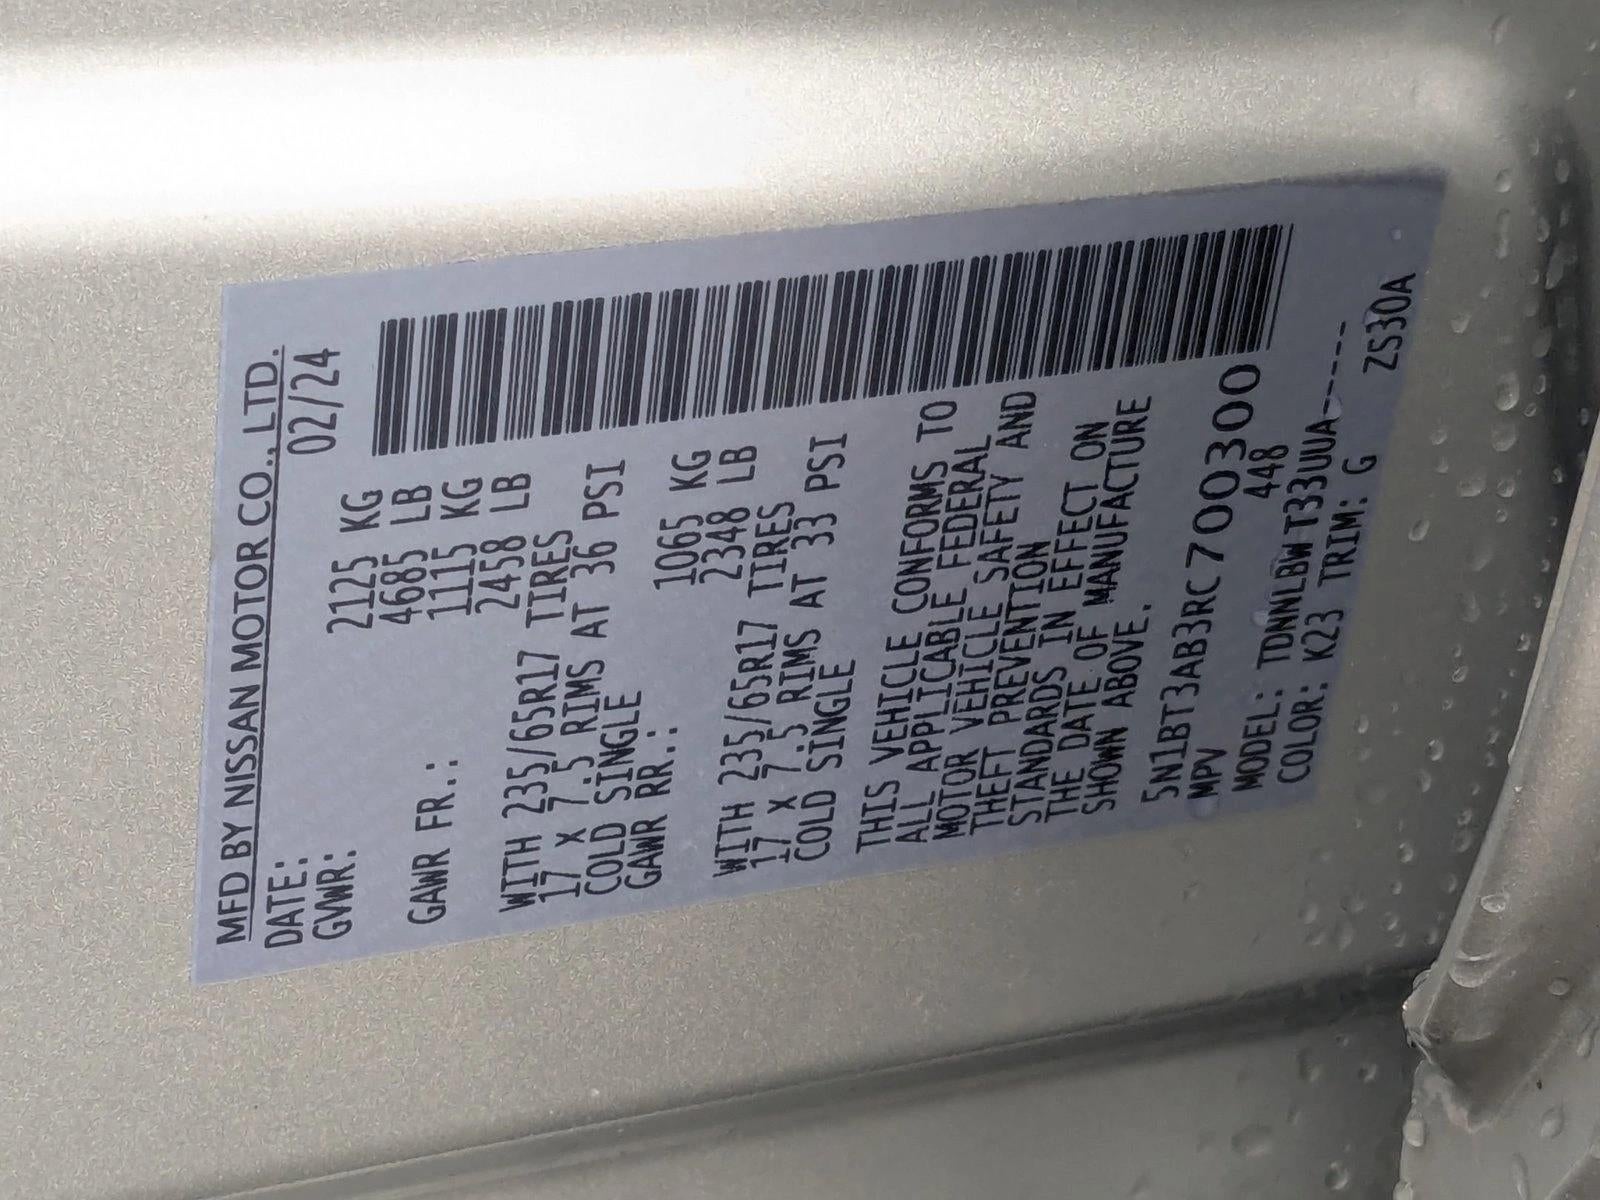 MFD BY NISSAN MOTOR CO., LTD.
DATE: 02/24
GVWR: 2125 KG
4685 LB
GAWR FR.: 1115 KG
2458 LB
WITH 235/65R17 TIRES
17 X 7.5 RIMS AT 36 PSI
COLD SINGLE
GAWR RR.: 1065 KG
2348 LB
WITH 235/65R17 TIRES
17 X 7.5 RIMS AT 33 PSI
COLD SINGLE
THIS VEHICLE CONFORMS TO
ALL APPLICABLE FEDERAL
MOTOR VEHICLE SAFETY AND
THEFT PREVENTION
STANDARDS IN EFFECT ON
THE DATE OF MANUFACTURE
SHOWN ABOVE.
5N1BT3AB3RC700300
MPV 448
MODEL: TDNNLBWT33UUA-----
COLOR: K23 TRIM: G
ZS30A